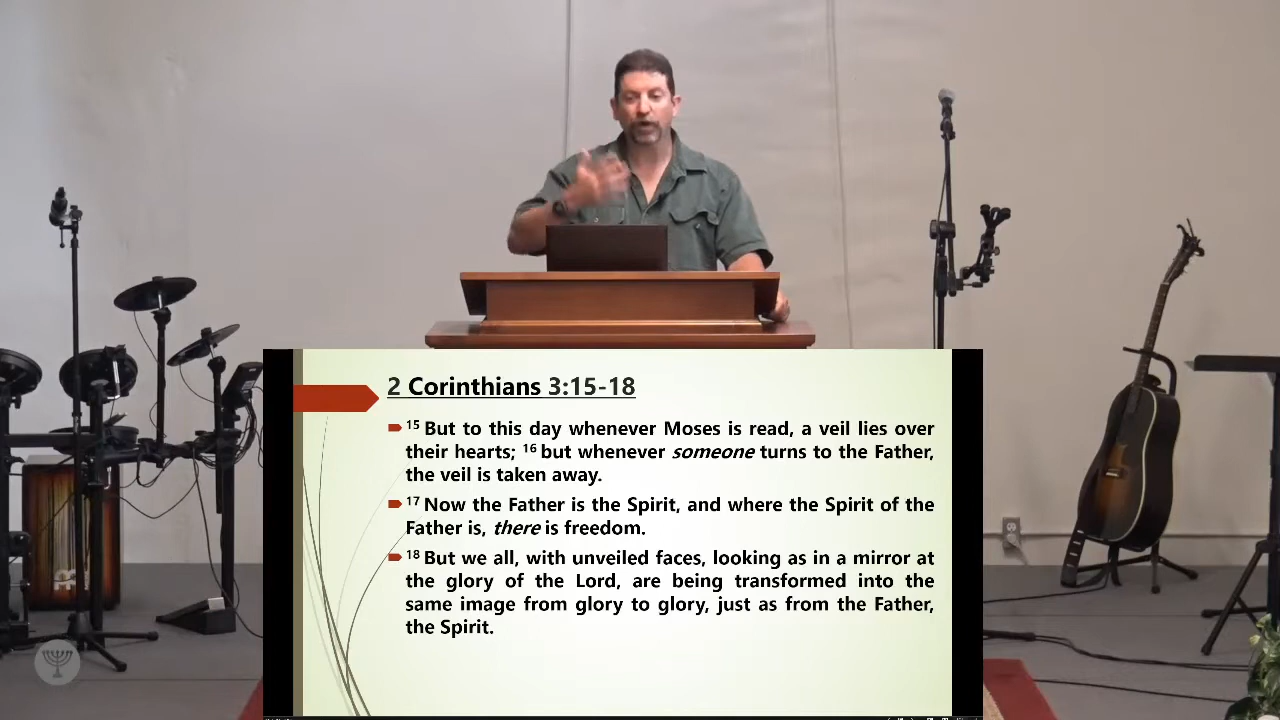 2 Corinthians 3:15-18
15 But to this day whenever Moses is read, a veil lies over
their hearts; 16 but whenever someone turns to the Father,
the veil is taken away.
17 Now the Father is the Spirit, and where the Spirit of the
Father is, there is freedom.
18 But we all, with unveiled faces, looking as in a mirror at
the glory of the Lord, are being transformed into the
same image from glory to glory, just as from the Father,
the Spirit.